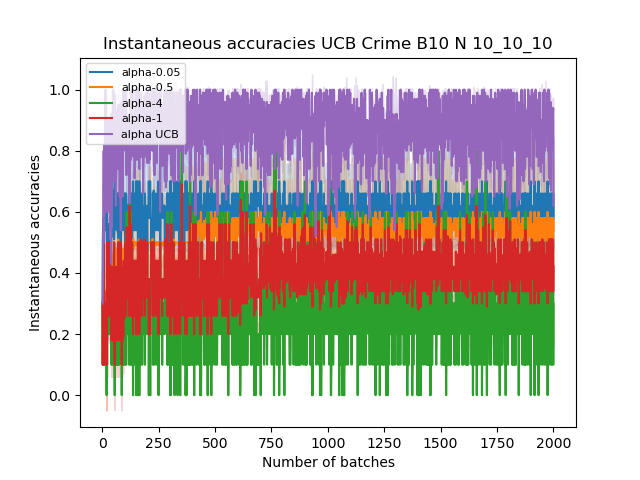 Instantaneous accuracies UCB Crime B10 N 10_10_10
alpha-0.05
alpha-0.5
alpha-4
alpha-1
alpha UCB
1.0
0.8
0.6
0.4
0.2
0.0
Instantaneous accuracies
0 250 500 750 1000 1250 1500 1750 2000
Number of batches